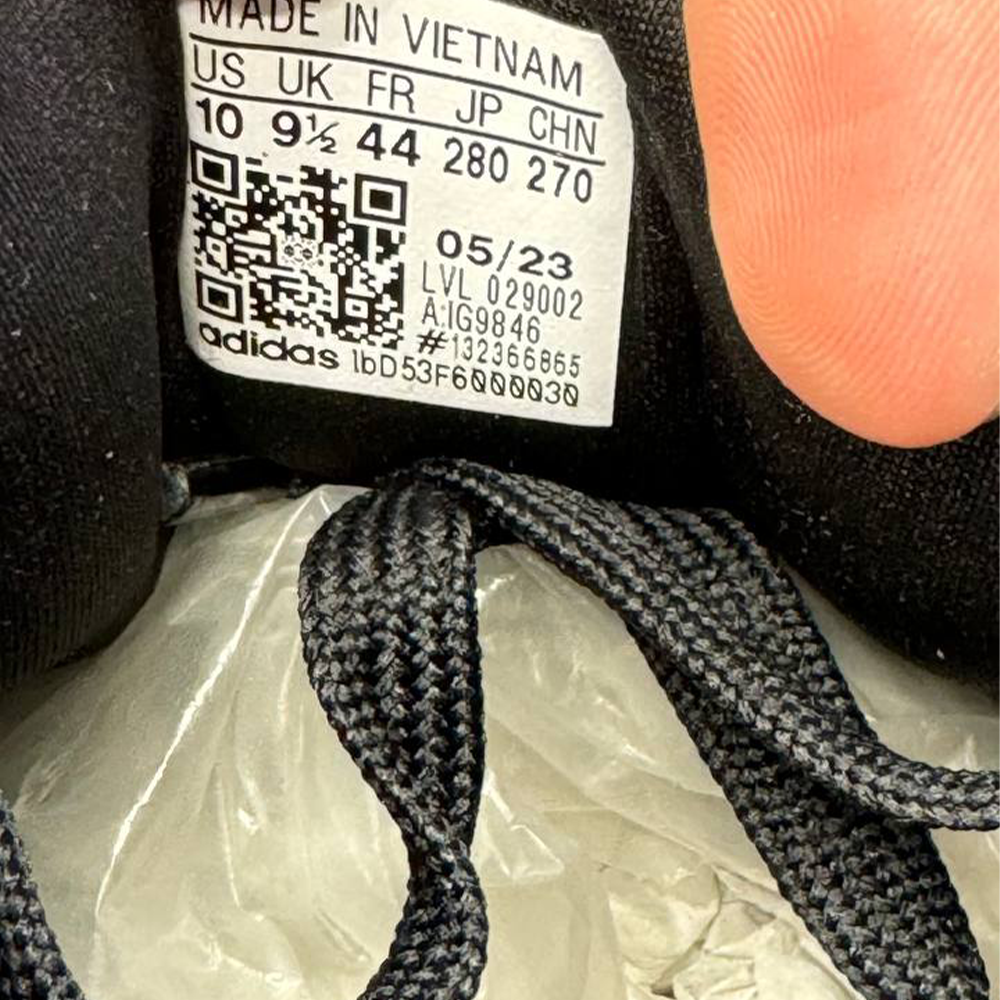 MADE IN VIETNAM
US UK FR JP CHN
10 9½ 44 280 270
05/23
LVL 029002
A:IG9846
#132366865
adidas 1bD53F6000030